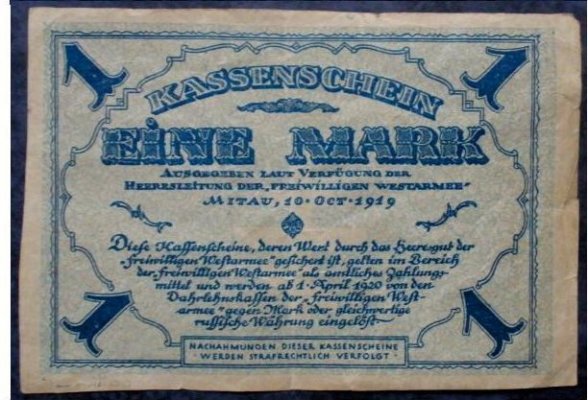 1 1
KASSENSCHEIN
EINE MARK
AUSGEGEBEN LAUT VERFÜGUNG DER
HEERESLEITUNG DER „FREIWILLIGEN WESTARMEE"
MITAU, 10·OCT·1919
Diese Kassenscheine, deren Wert durch das Heeresgut der
„freiwilligen Westarmee" gesichert ist, gelten im Bereich
der „freiwilligen Westarmee" als amtliches Zahlungs-
mittel und werden ab 1·April 1920 von den
Dahrlehnskassen der „freiwilligen West-
armee" gegen Mark oder gleichwertige
russische Währung eingelöst
1 1
NACHAHMUNGEN DIESER KASSENSCHEINE
· WERDEN STRAFRECHTLICH VERFOLGT ·